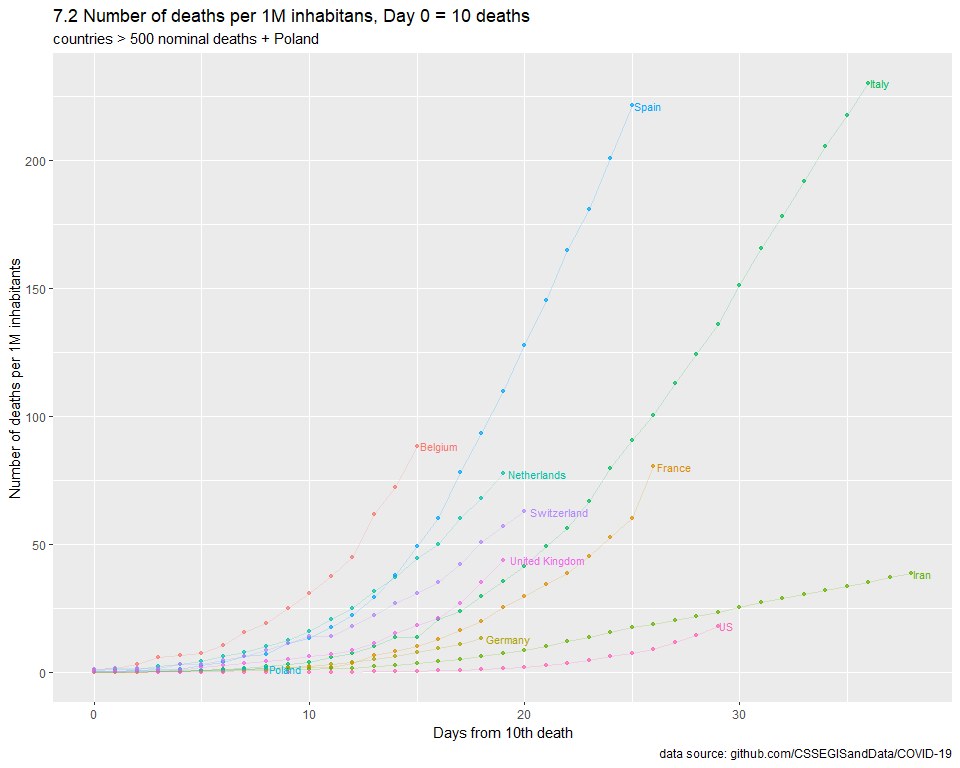 7.2 Number of deaths per 1M inhabitans, Day 0 = 10 deaths
countries > 500 nominal deaths + Poland
Number of deaths per 1M inhabitants
200
150
100
50
0
Italy
Spain
Belgium
Netherlands
France
Switzerland
United Kingdom
Iran
US
Germany
Poland
0 10 20 30
Days from 10th death
data source: github.com/CSSEGISandData/COVID-19